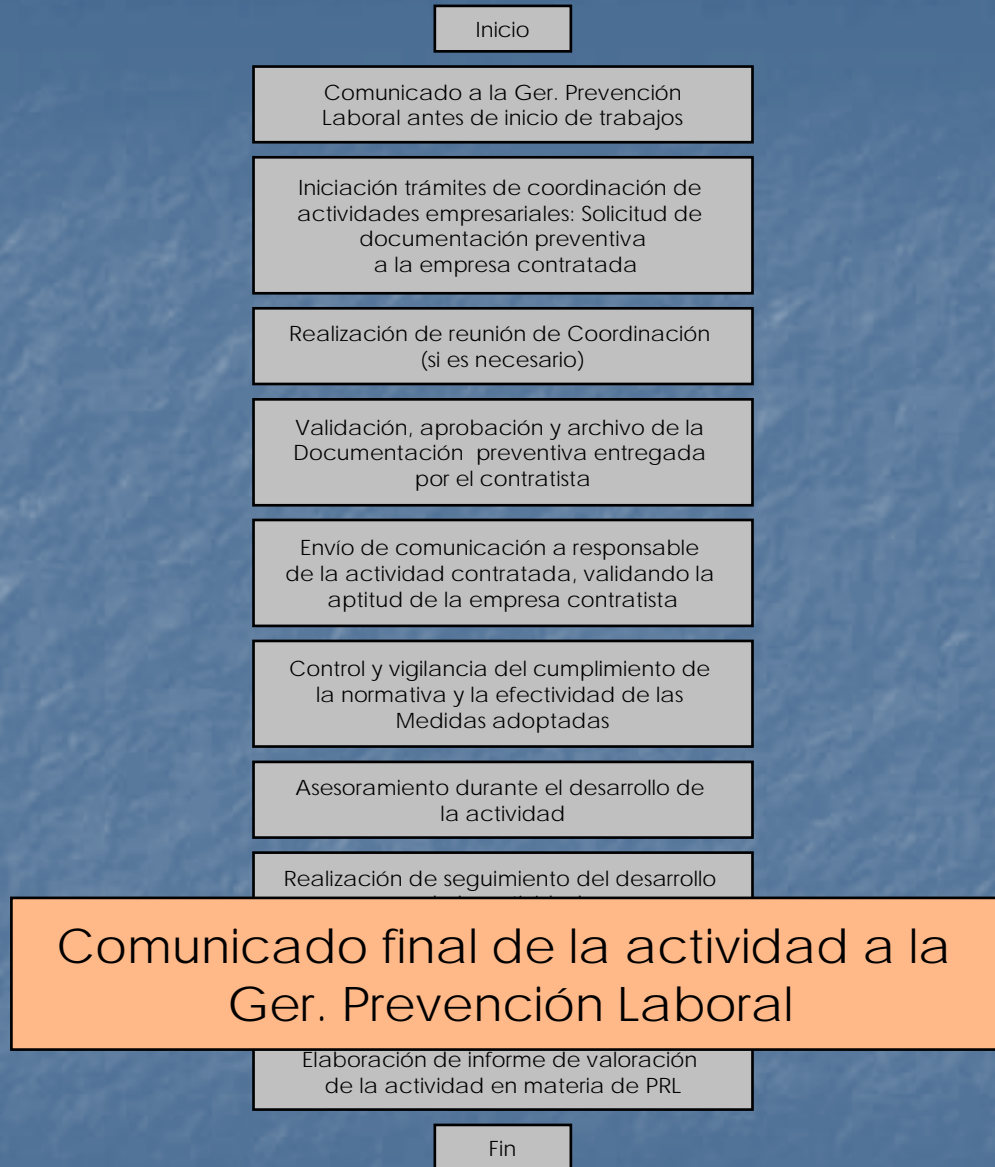 Inicio
Comunicado a la Ger. Prevención
Laboral antes de inicio de trabajos
Iniciación trámites de coordinación de
actividades empresariales: Solicitud de
documentación preventiva
a la empresa contratada
Realización de reunión de Coordinación
(si es necesario)
Validación, aprobación y archivo de la
Documentación preventiva entregada
por el contratista
Envío de comunicación a responsable
de la actividad contratada, validando la
aptitud de la empresa contratista
Control y vigilancia del cumplimiento de
la normativa y la efectividad de las
Medidas adoptadas
Asesoramiento durante el desarrollo de
la actividad
Realización de seguimiento del desarrollo
Comunicado final de la actividad a la
Ger. Prevención Laboral
Elaboración de informe de valoración
de la actividad en materia de PRL
Fin